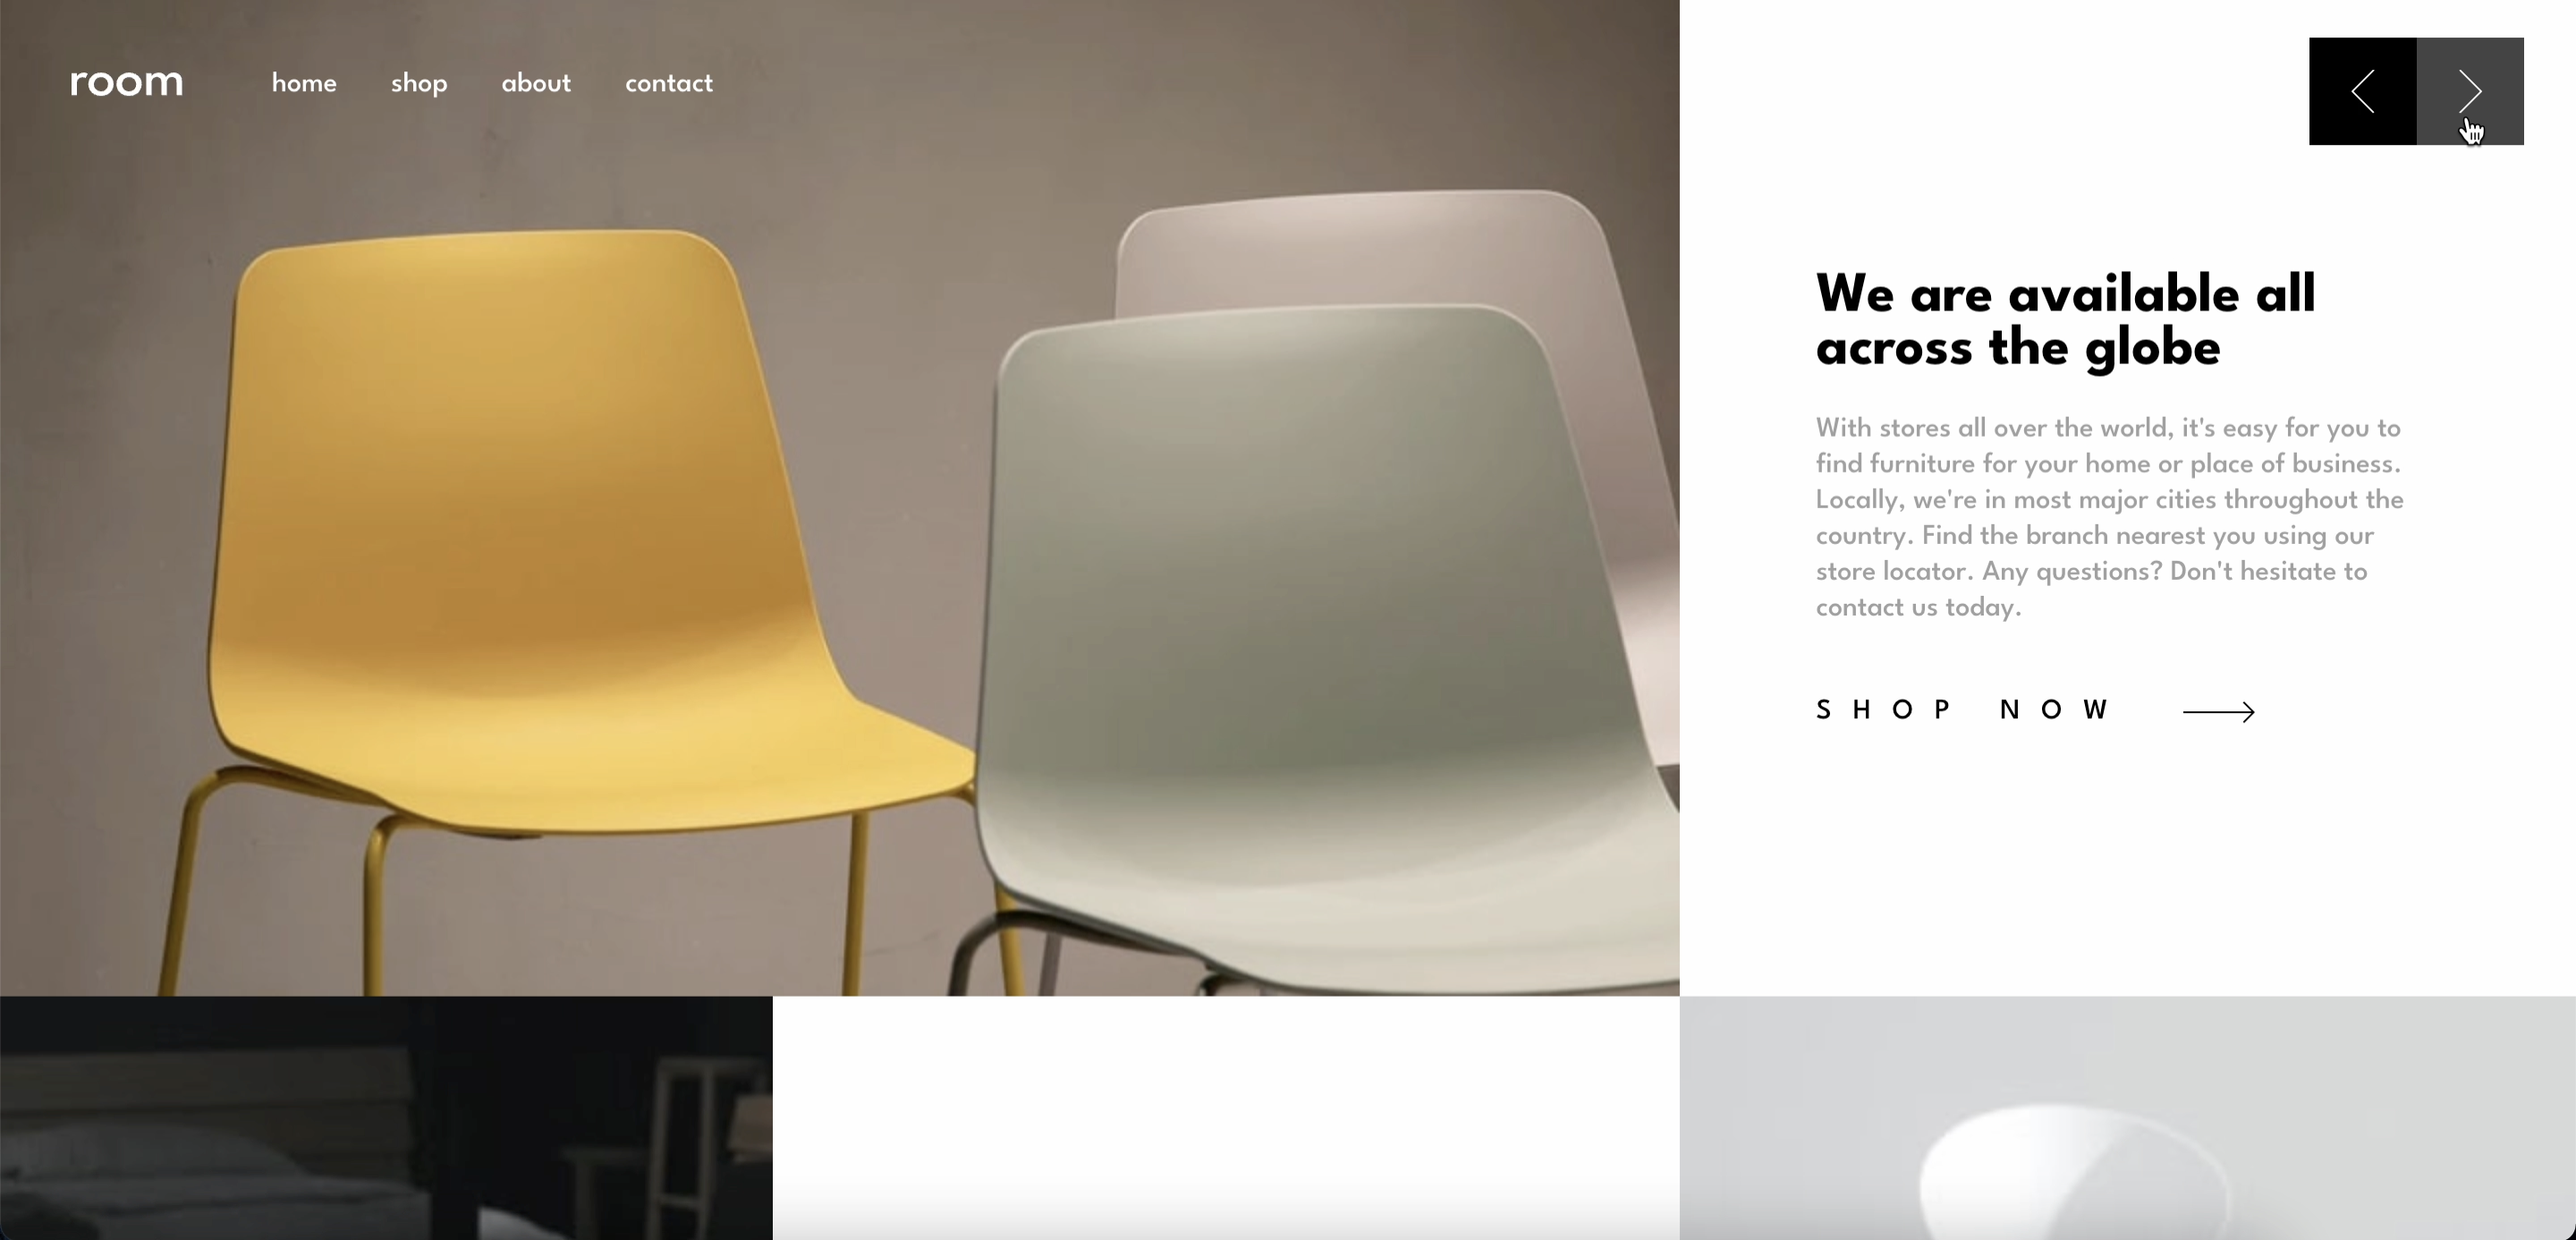 room
home shop about contact
We are available all
across the globe
With stores all over the world, it's easy for you to
find furniture for your home or place of business.
Locally, we're in most major cities throughout the
country. Find the branch nearest you using our
store locator. Any questions? Don't hesitate to
contact us today.
SHOP NOW